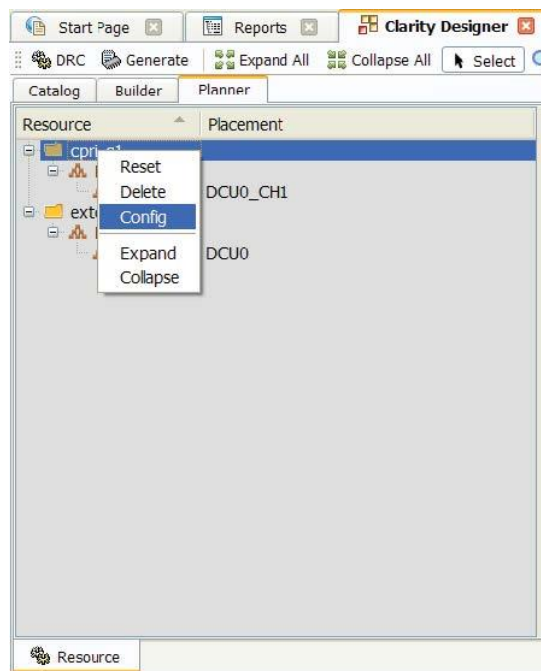 Start Page Reports Clarity Designer
DRC Generate Expand All Collapse All Select
Catalog Builder Planner
Resource Placement
Reset
Delete DCU0_CH1
Config
Expand DCU0
Collapse
Resource